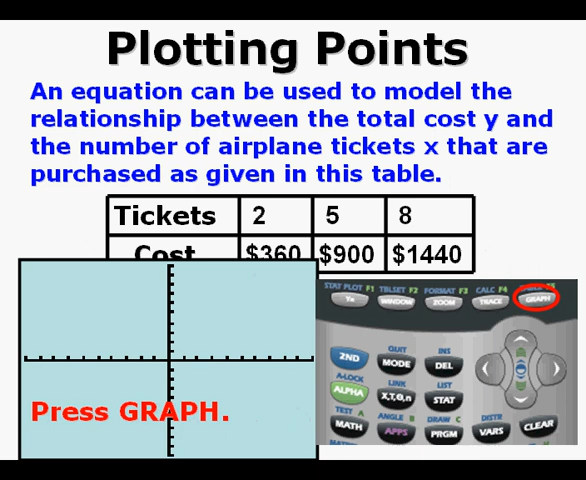 Plotting Points
An equation can be used to model the
relationship between the total cost y and
the number of airplane tickets x that are
purchased as given in this table.
Tickets 2 5 8
Cost $360 $900 $1440
STAT PLOT F1 TBLSET F2 FORMAT F3 CALC F4 F5
Y= WINDOW ZOOM TRACE GRAPH
QUIT INS
2ND MODE DEL
A-LOCK LINK LIST
ALPHA X,T,Θ,n STAT
TEST A ANGLE B DRAW C DISTR
MATH APPS PRGM VARS CLEAR
Press GRAPH.